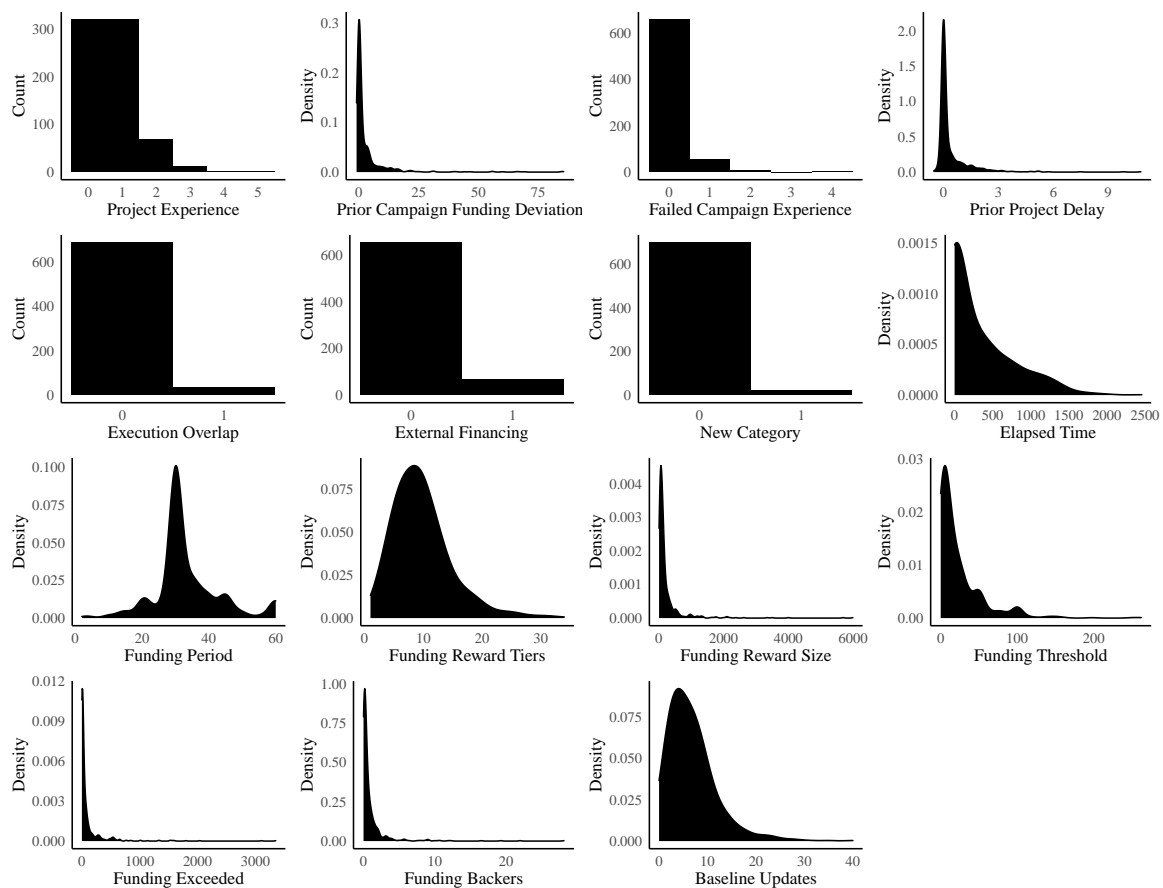 300
200
100
0
Count
0 1 2 3 4 5
Project Experience
0.3
0.2
0.1
0.0
Density
0 25 50 75
Prior Campaign Funding Deviation
600
400
200
0
Count
0 1 2 3 4
Failed Campaign Experience
2.0
1.5
1.0
0.5
0.0
Density
0 3 6 9
Prior Project Delay
600
400
200
0
Count
0 1
Execution Overlap
600
400
200
0
Count
0 1
External Financing
600
400
200
0
Count
0 1
New Category
0.0015
0.0010
0.0005
0.0000
Density
0 500 1000 1500 2000 2500
Elapsed Time
0.100
0.075
0.050
0.025
0.000
Density
0 20 40 60
Funding Period
0.075
0.050
0.025
0.000
Density
0 10 20 30
Funding Reward Tiers
0.004
0.003
0.002
0.001
0.000
Density
0 2000 4000 6000
Funding Reward Size
0.03
0.02
0.01
0.00
Density
0 100 200
Funding Threshold
0.012
0.009
0.006
0.003
0.000
Density
0 1000 2000 3000
Funding Exceeded
1.00
0.75
0.50
0.25
0.00
Density
0 10 20
Funding Backers
0.075
0.050
0.025
0.000
Density
0 10 20 30 40
Baseline Updates